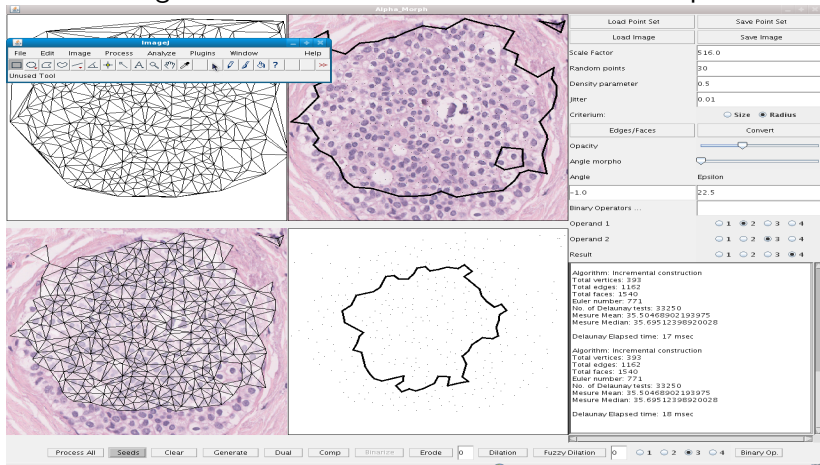 Alpha_Morph
ImageJ
File Edit Image Process Analyze Plugins Window Help
A ?
Unused Tool
Load Point Set Save Point Set
Load Image Save Image
Scale Factor 516.0
Random points 30
Density parameter 0.5
Jitter 0.01
Criterium: Size Radius
Edges/Faces Convert
Opacity
Angle morpho
Angle Epsilon
-1.0 22.5
Binary Operators ...
Operand 1 1 2 3 4
Operand 2 1 2 3 4
Result 1 2 3 4
Algorithm: Incremental construction
Total vertices: 393
Total edges: 1162
Total faces: 1540
Euler number: 771
No. of Delaunay tests: 33250
Mesure Mean: 35.50468902193975
Mesure Median: 35.69512398920028
Delaunay Elapsed time: 17 msec
Algorithm: Incremental construction
Total vertices: 393
Total edges: 1162
Total faces: 1540
Euler number: 771
No. of Delaunay tests: 33250
Mesure Mean: 35.50468902193975
Mesure Median: 35.69512398920028
Delaunay Elapsed time: 18 msec
Process All Seeds Clear Generate Dual Comp Binarize Erode 0 Dilation Fuzzy Dilation 0 1 2 3 4 Binary Op.